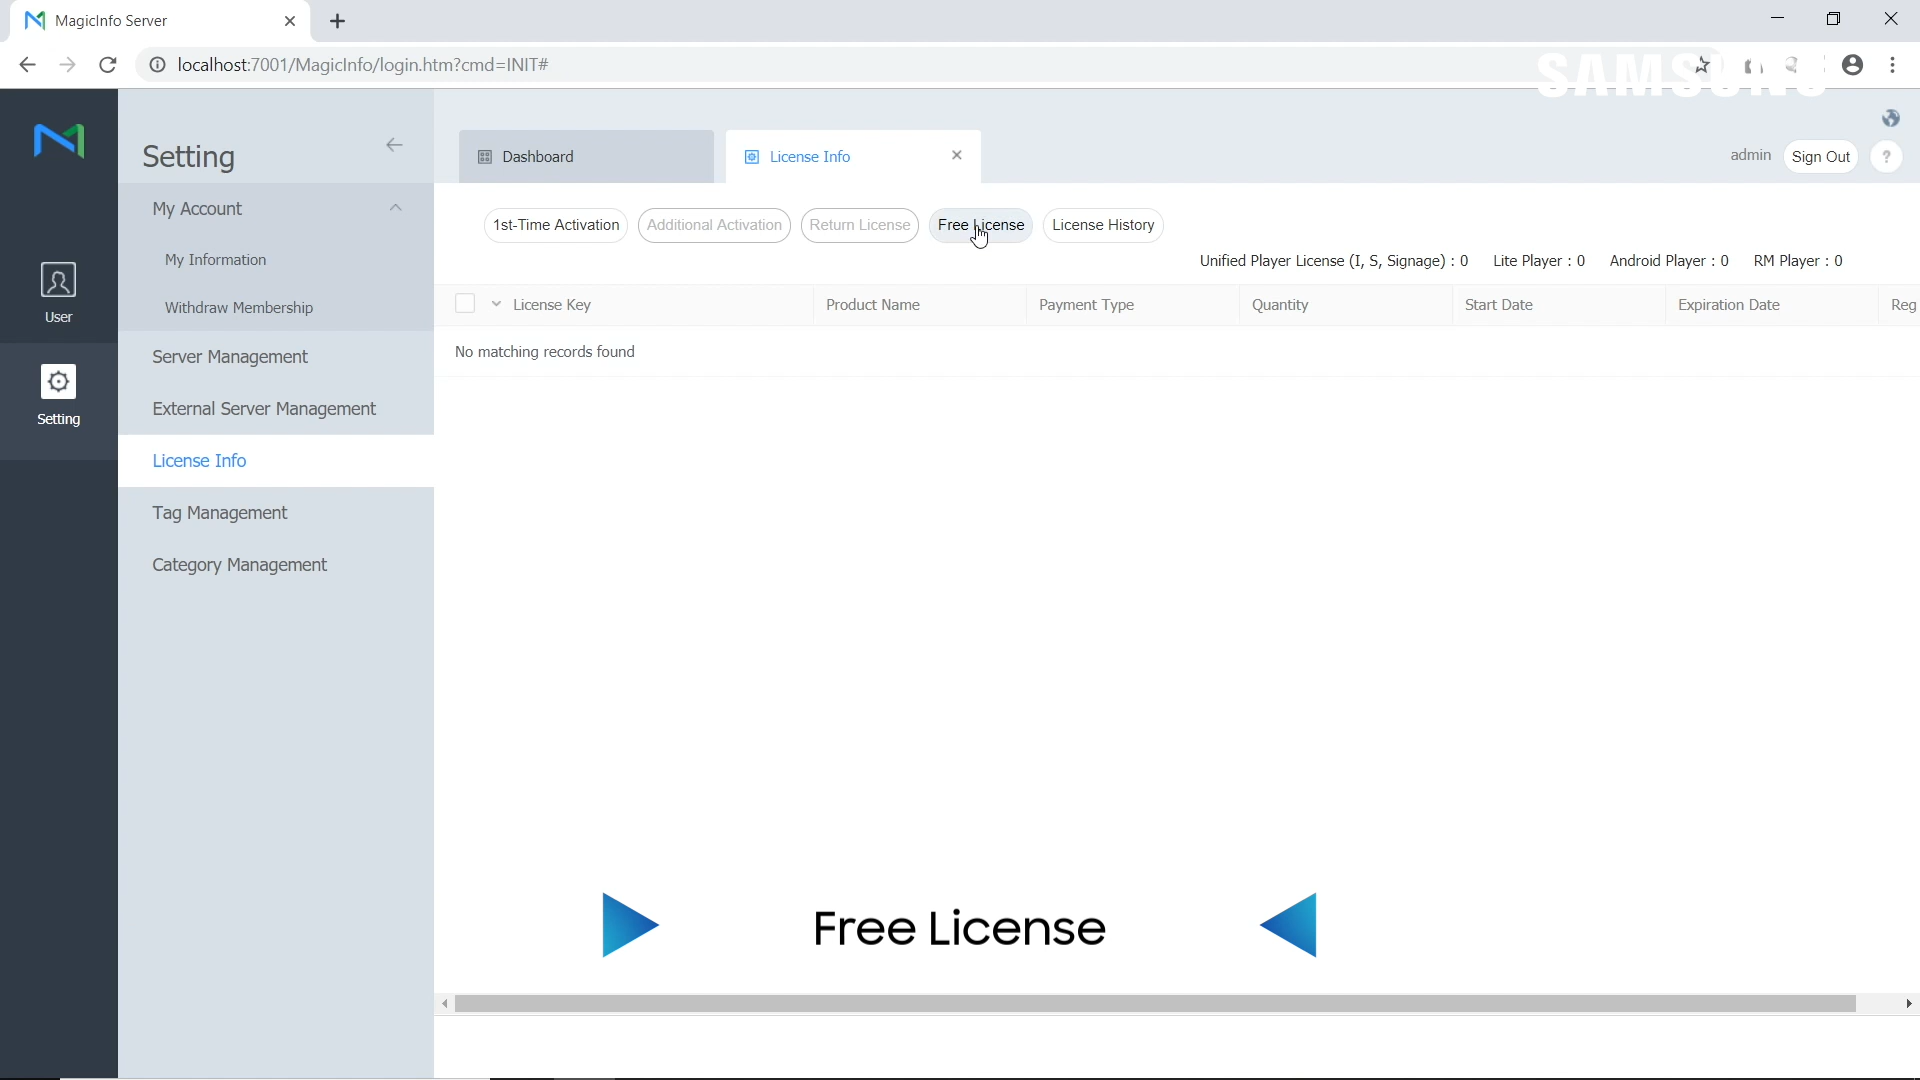 MagicInfo Server
localhost:7001/MagicInfo/login.htm?cmd=INIT#
SAMSUNG
Setting
Dashboard
License Info
admin
Sign Out
?
My Account
1st-Time Activation
Additional Activation
Return License
Free License
License History
My Information
Unified Player License (I, S, Signage) : 0
Lite Player : 0
Android Player : 0
RM Player : 0
Withdraw Membership
User
License Key
Product Name
Payment Type
Quantity
Start Date
Expiration Date
Reg
Server Management
No matching records found
External Server Management
Setting
License Info
Tag Management
Category Management
Free License